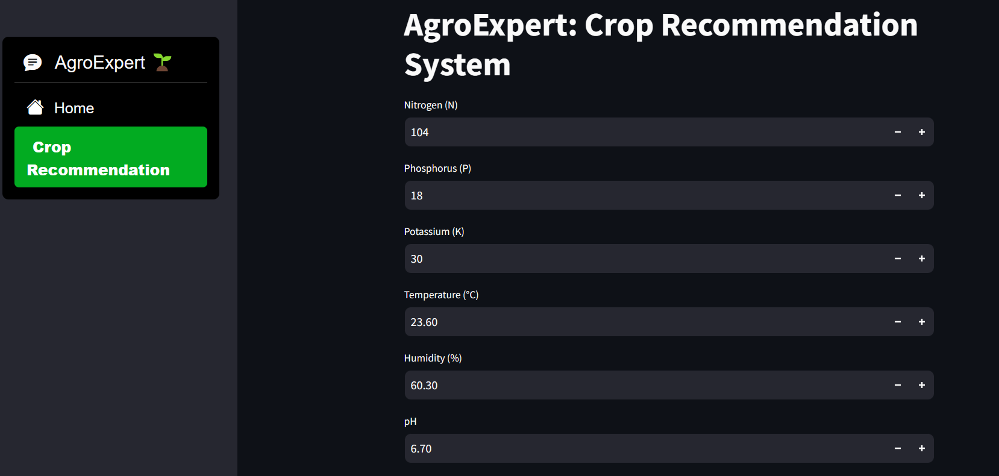 AgroExpert
Home
Crop
Recommendation
AgroExpert: Crop Recommendation
System
Nitrogen (N)
104
Phosphorus (P)
18
Potassium (K)
30
Temperature (°C)
23.60
Humidity (%)
60.30
pH
6.70